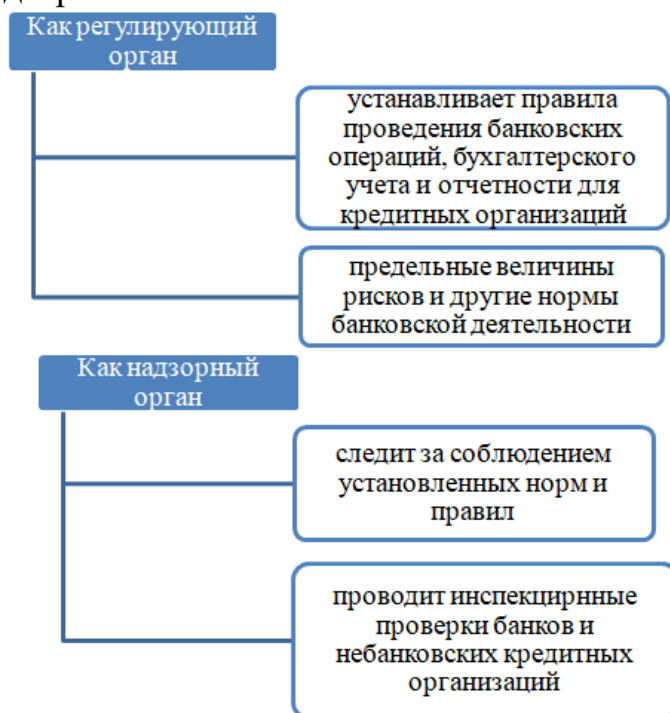 Как регулирующий
орган
устанавливает правила
проведения банковских
операций, бухгалтерского
учета и отчетности для
кредитных организаций
предельные величины
рисков и другие нормы
банковской деятельности
Как надзорный
орган
следит за соблюдением
установленных норм и
правил
проводит инспекцирнные
проверки банков и
небанковских кредитных
организаций